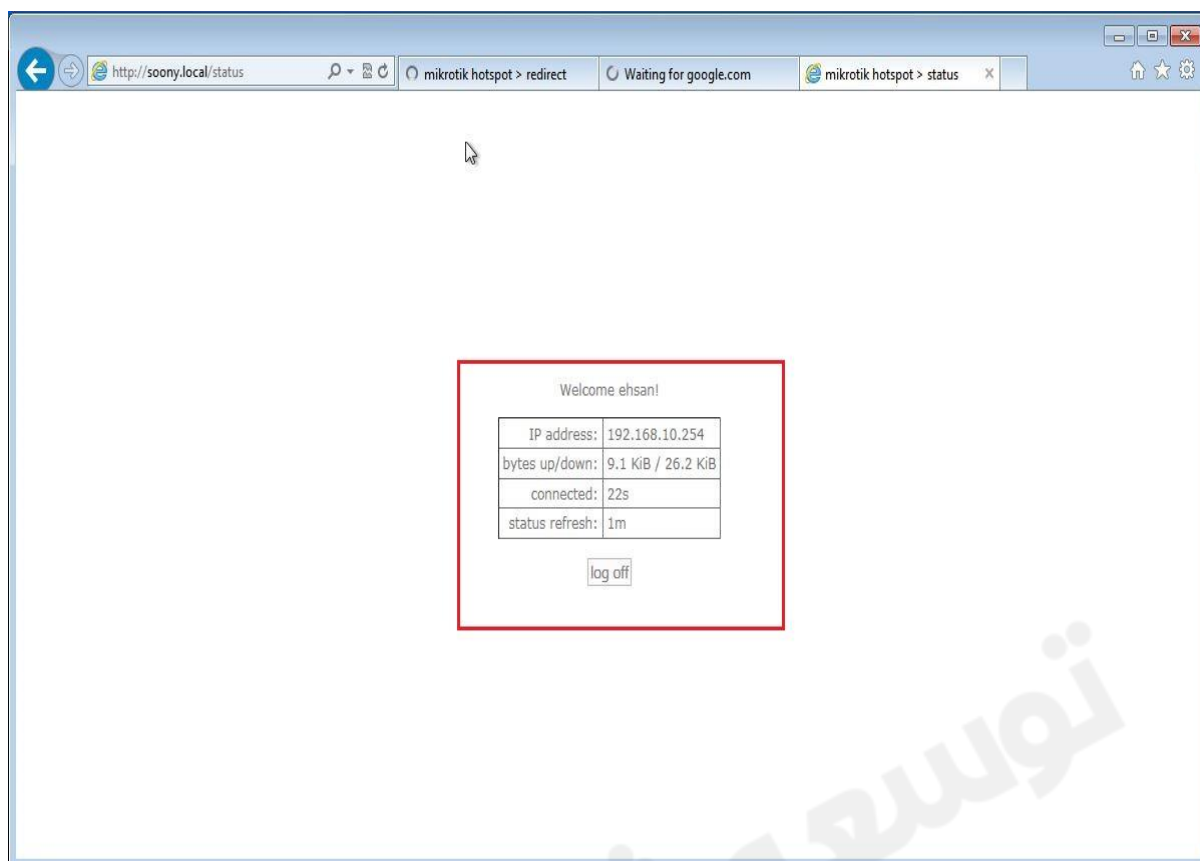 http://soony.local/status
mikrotik hotspot > redirect
Waiting for google.com
mikrotik hotspot > status
Welcome ehsan!
IP address: 192.168.10.254
bytes up/down: 9.1 KiB / 26.2 KiB
connected: 22s
status refresh: 1m
log off